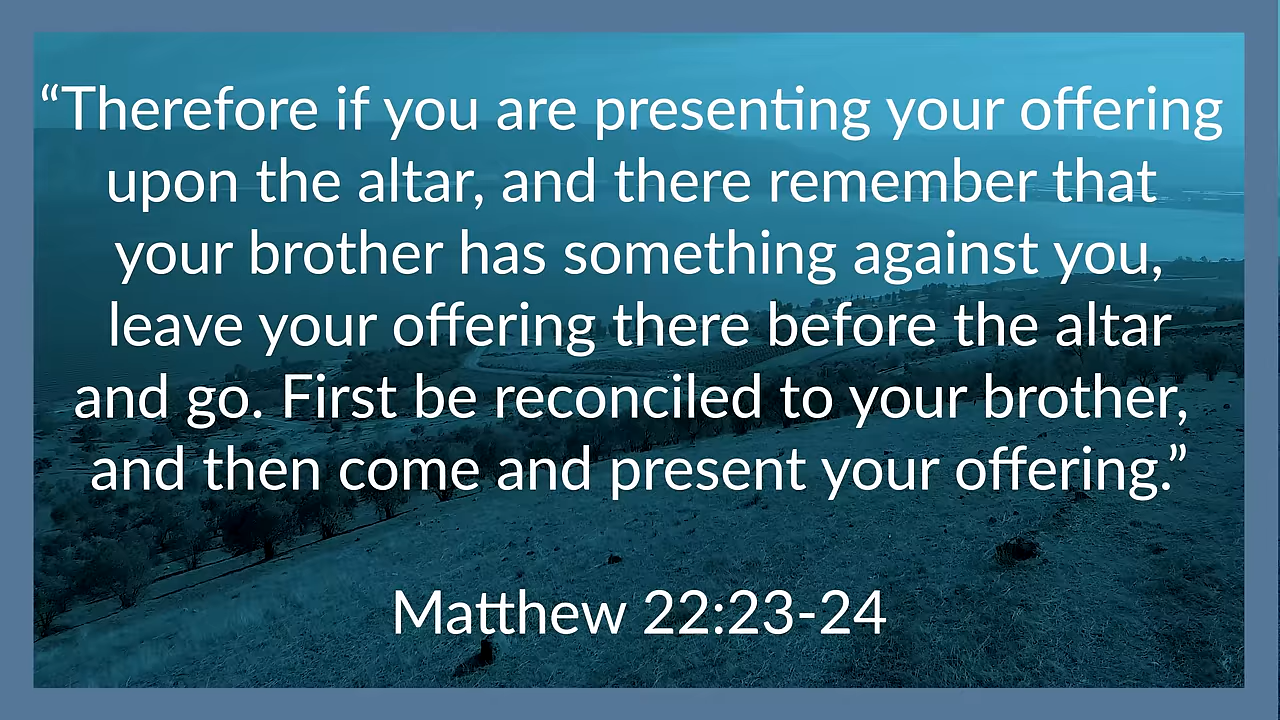 “Therefore if you are presenting your offering
upon the altar, and there remember that
your brother has something against you,
leave your offering there before the altar
and go. First be reconciled to your brother,
and then come and present your offering.”
Matthew 22:23-24